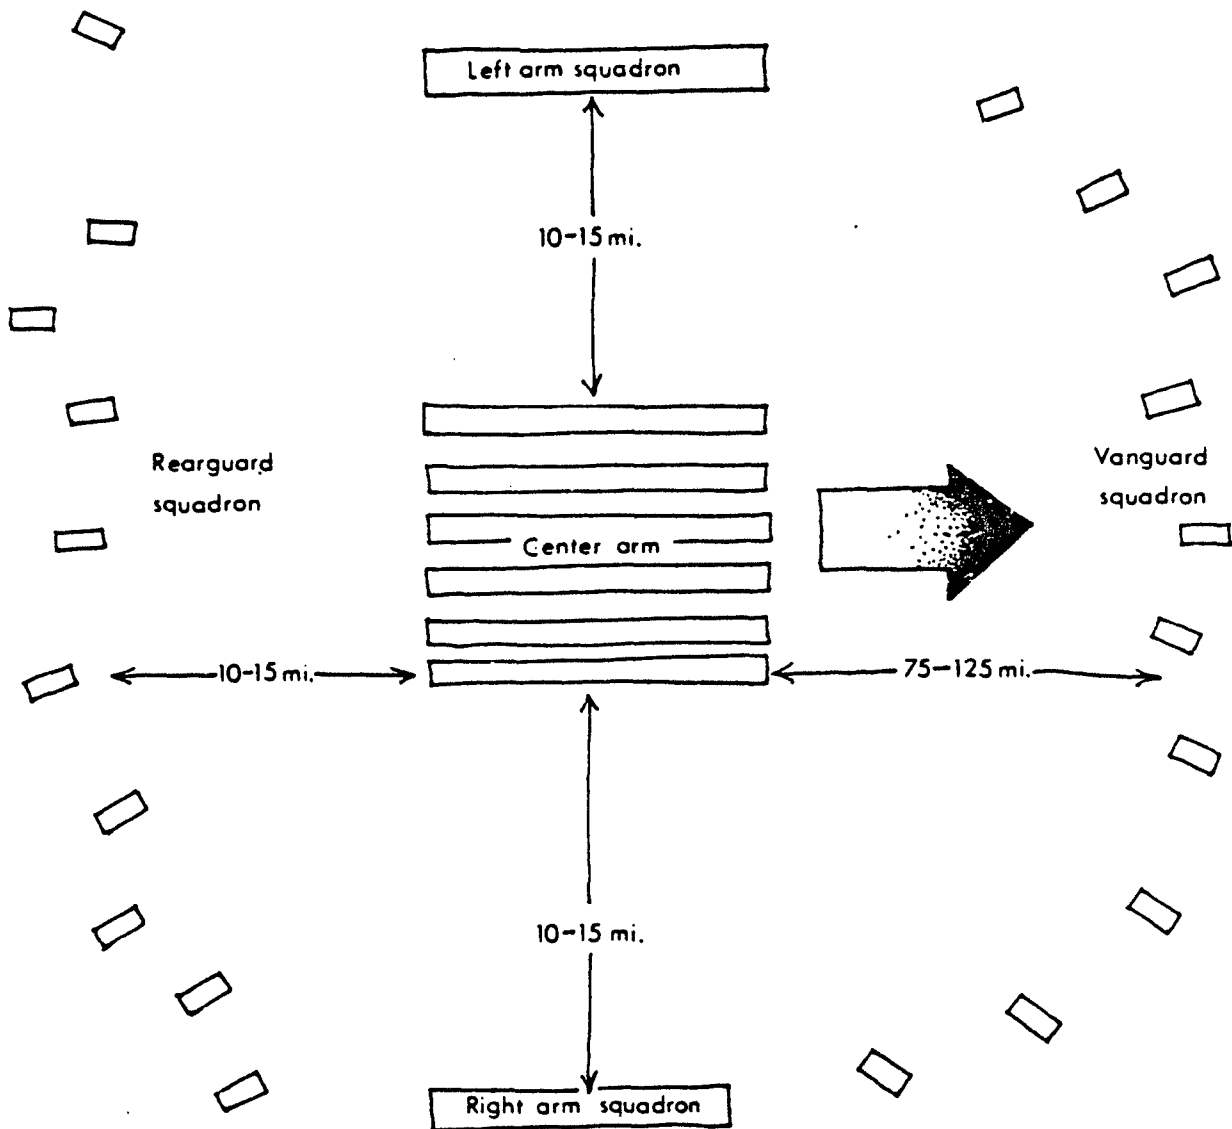 Left arm squadron
10-15 mi.
Rearguard
squadron
Vanguard
squadron
Center arm
10-15 mi.
75-125 mi.
10-15 mi.
Right arm squadron